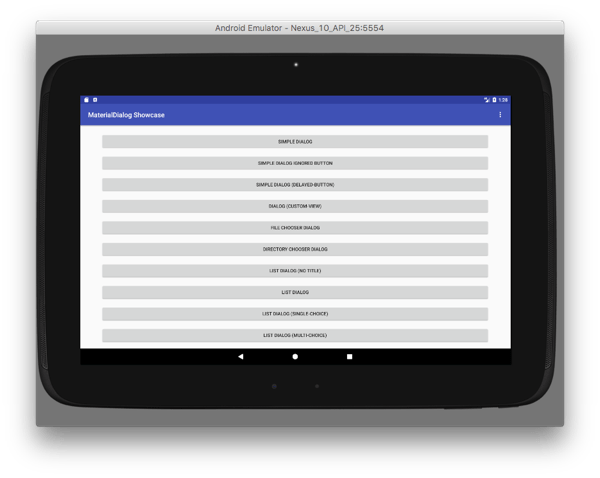 Android Emulator - Nexus_10_API_25:5554
1:28
MaterialDialog Showcase
SIMPLE DIALOG
SIMPLE DIALOG IGNORED BUTTON
SIMPLE DIALOG (DELAYED-BUTTON)
DIALOG (CUSTOM-VIEW)
FILE CHOOSER DIALOG
DIRECTORY CHOOSER DIALOG
LIST DIALOG (NO TITLE)
LIST DIALOG
LIST DIALOG (SINGLE-CHOICE)
LIST DIALOG (MULTI-CHOICE)